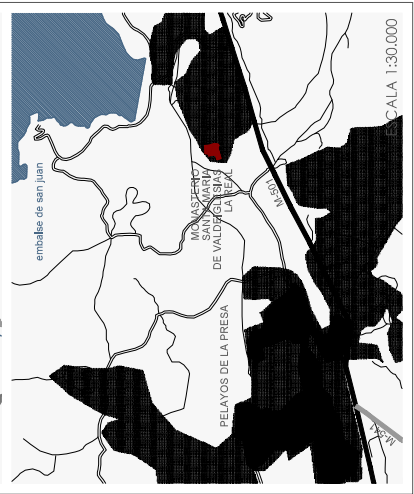 embalse de san juan
MONASTERIO
SANTA MARIA
DE VALDEIGLESIAS
LA REAL
M-501
PELAYOS DE LA PRESA
ESCALA 1:30.000